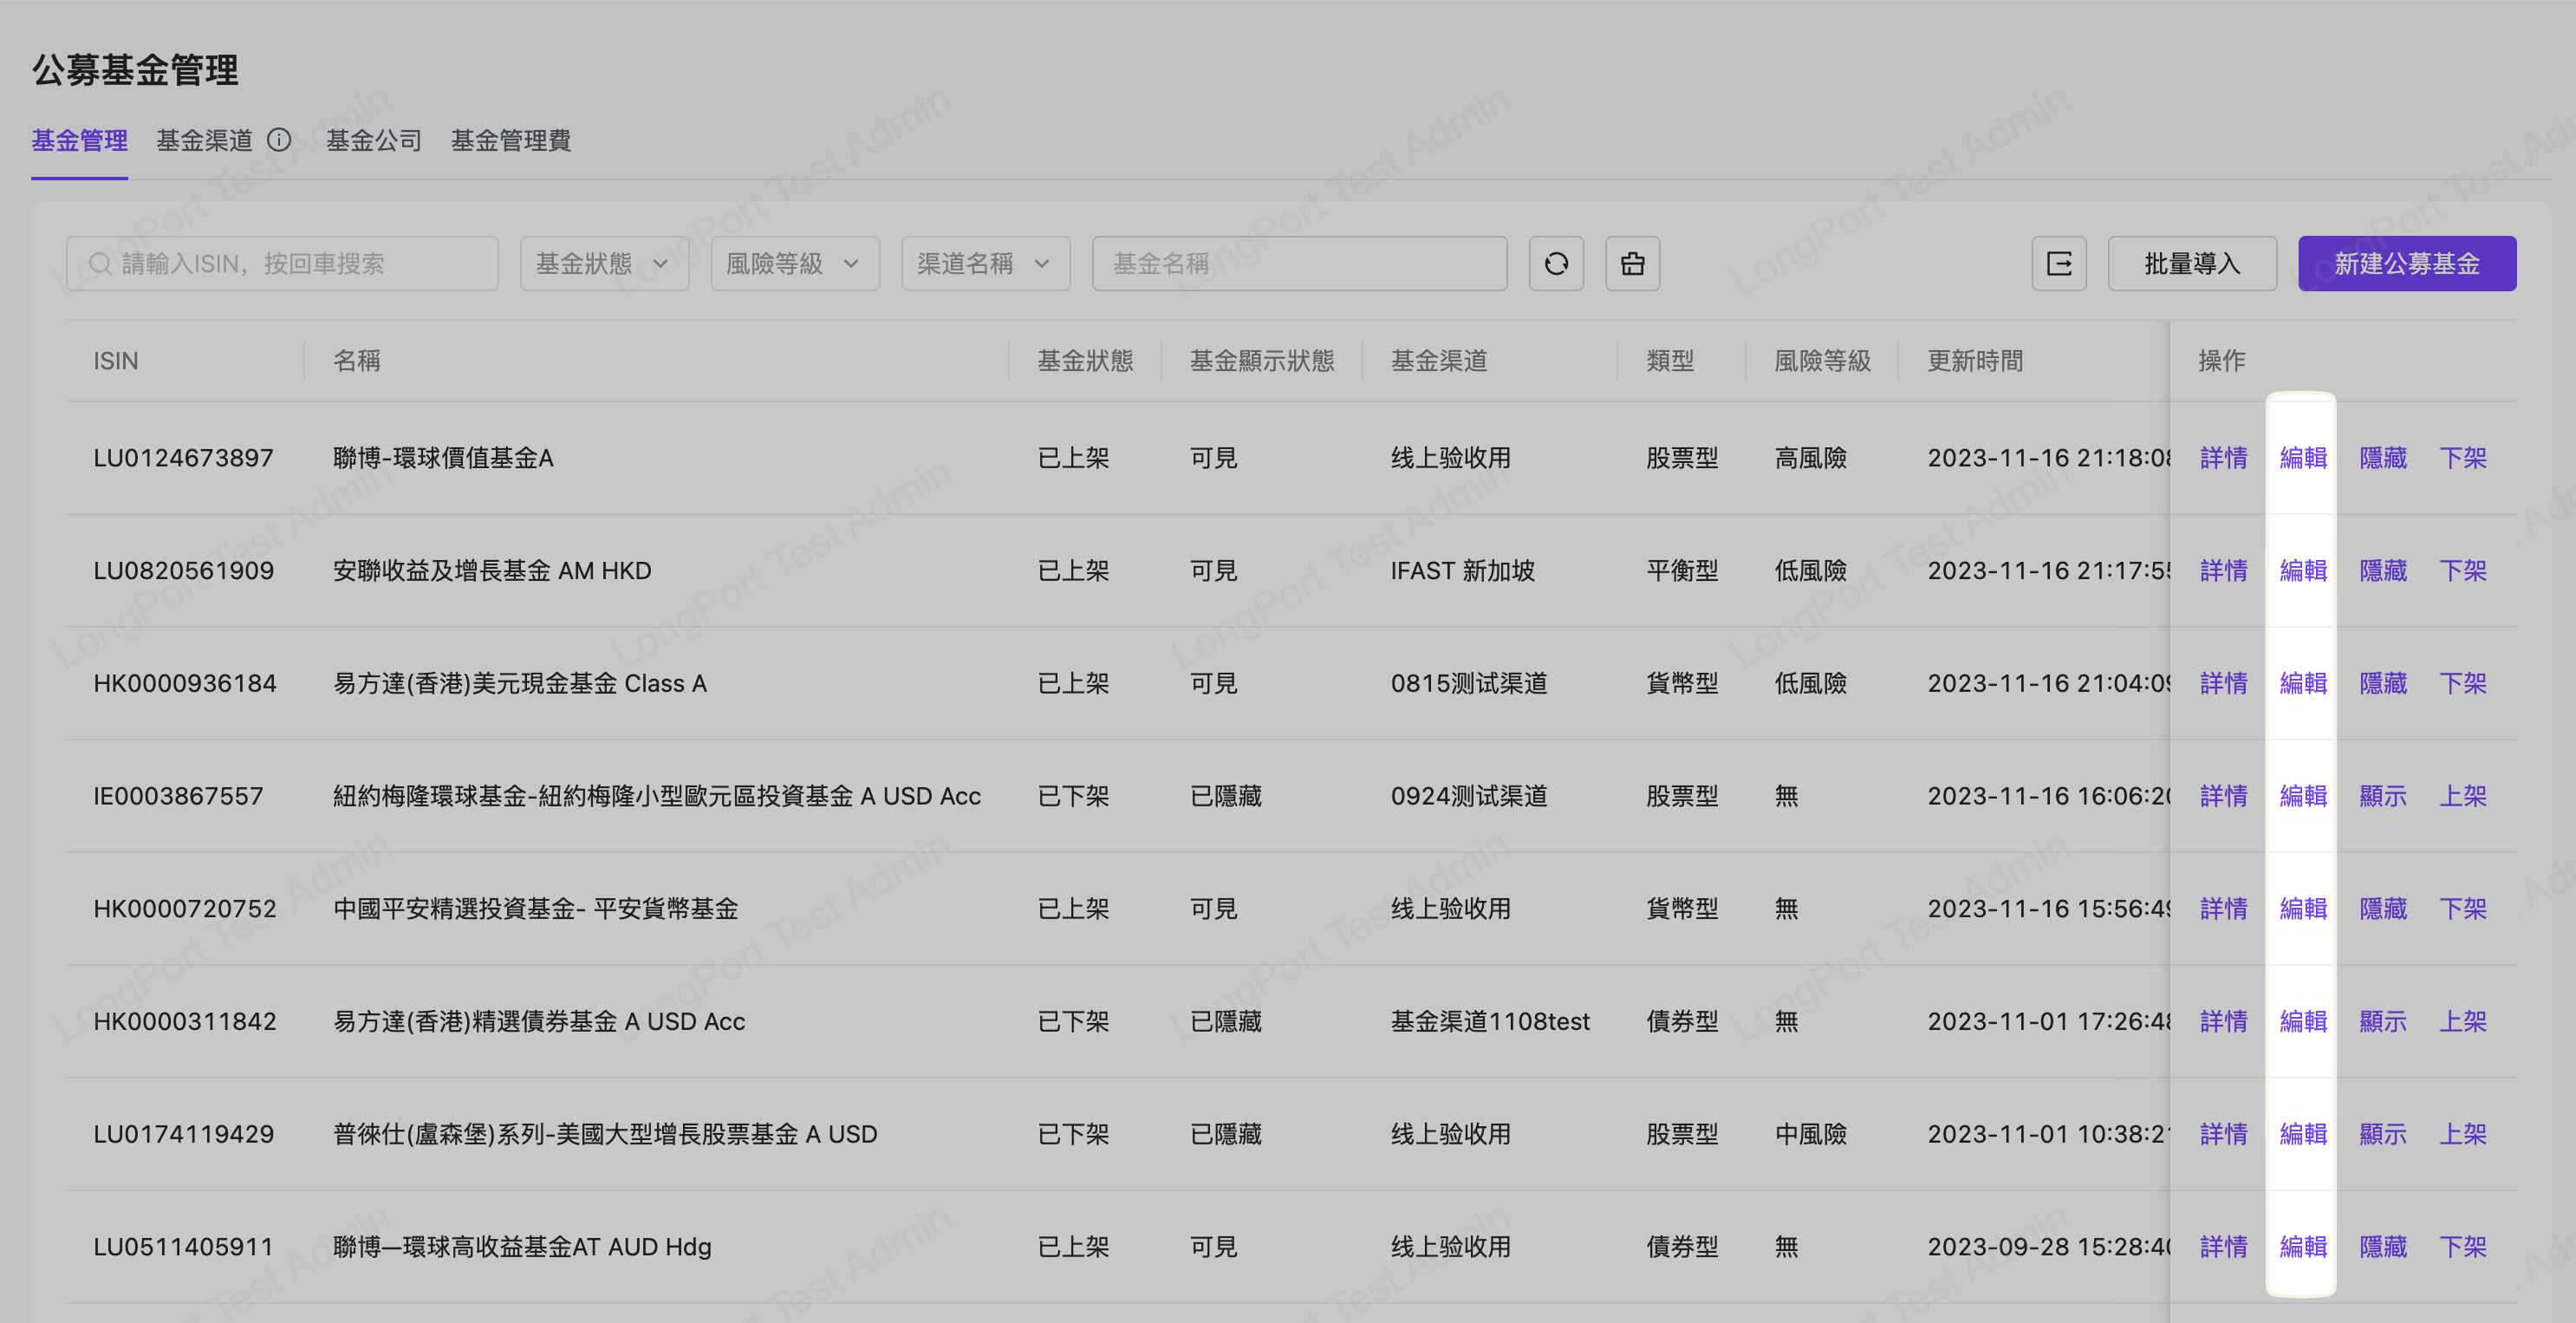 公募基金管理
基金管理 基金渠道 基金公司 基金管理費
請輸入ISIN，按回車搜索 基金狀態 風險等級 渠道名稱 基金名稱 批量導入 新建公募基金
ISIN 名稱 基金狀態 基金顯示狀態 基金渠道 類型 風險等級 更新時間 操作
LU0124673897 聯博-環球價值基金A 已上架 可見 线上验收用 股票型 高風險 2023-11-16 21:18:08 詳情 編輯 隱藏 下架
LU0820561909 安聯收益及增長基金 AM HKD 已上架 可見 IFAST 新加坡 平衡型 低風險 2023-11-16 21:17:55 詳情 編輯 隱藏 下架
HK0000936184 易方達(香港)美元現金基金 Class A 已上架 可見 0815测试渠道 貨幣型 低風險 2023-11-16 21:04:09 詳情 編輯 隱藏 下架
IE0003867557 紐約梅隆環球基金-紐約梅隆小型歐元區投資基金 A USD Acc 已下架 已隱藏 0924测试渠道 股票型 無 2023-11-16 16:06:20 詳情 編輯 顯示 上架
HK0000720752 中國平安精選投資基金- 平安貨幣基金 已上架 可見 线上验收用 貨幣型 無 2023-11-16 15:56:49 詳情 編輯 隱藏 下架
HK0000311842 易方達(香港)精選債券基金 A USD Acc 已下架 已隱藏 基金渠道1108test 債券型 無 2023-11-01 17:26:48 詳情 編輯 顯示 上架
LU0174119429 普徠仕(盧森堡)系列-美國大型增長股票基金 A USD 已下架 已隱藏 线上验收用 股票型 中風險 2023-11-01 10:38:21 詳情 編輯 顯示 上架
LU0511405911 聯博—環球高收益基金AT AUD Hdg 已上架 可見 线上验收用 債券型 無 2023-09-28 15:28:40 詳情 編輯 隱藏 下架
LongPort Test Admin